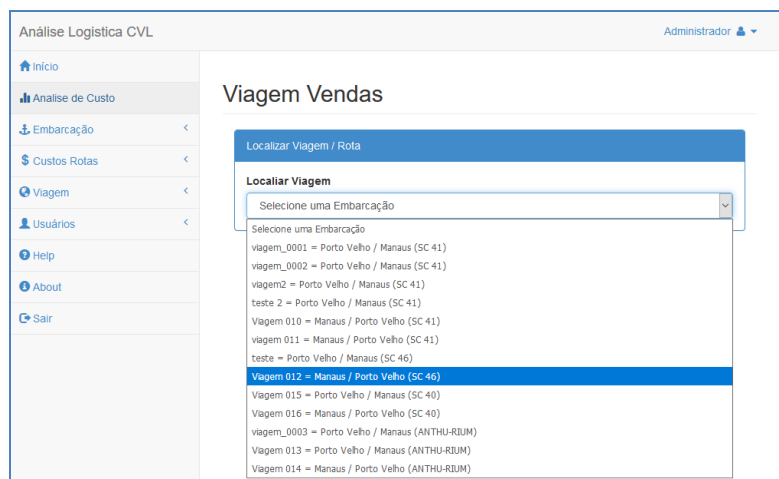 Análise Logistica CVL
Administrador
Início
Analise de Custo
Embarcação
Custos Rotas
Viagem
Usuários
Help
About
Sair
Viagem Vendas
Localizar Viagem / Rota
Localiar Viagem
Selecione uma Embarcação
Selecione uma Embarcação
viagem_0001 = Porto Velho / Manaus (SC 41)
viagem_0002 = Porto Velho / Manaus (SC 41)
viagem2 = Porto Velho / Manaus (SC 41)
teste 2 = Porto Velho / Manaus (SC 41)
Viagem 010 = Manaus / Porto Velho (SC 41)
viagem 011 = Manaus / Porto Velho (SC 41)
teste = Porto Velho / Manaus (SC 46)
Viagem 012 = Manaus / Porto Velho (SC 46)
Viagem 015 = Manaus / Porto Velho (SC 40)
Viagem 016 = Manaus / Porto Velho (SC 40)
viagem_0003 = Porto Velho / Manaus (ANTHU-RIUM)
Viagem 013 = Manaus / Porto Velho (ANTHU-RIUM)
Viagem 014 = Manaus / Porto Velho (ANTHU-RIUM)